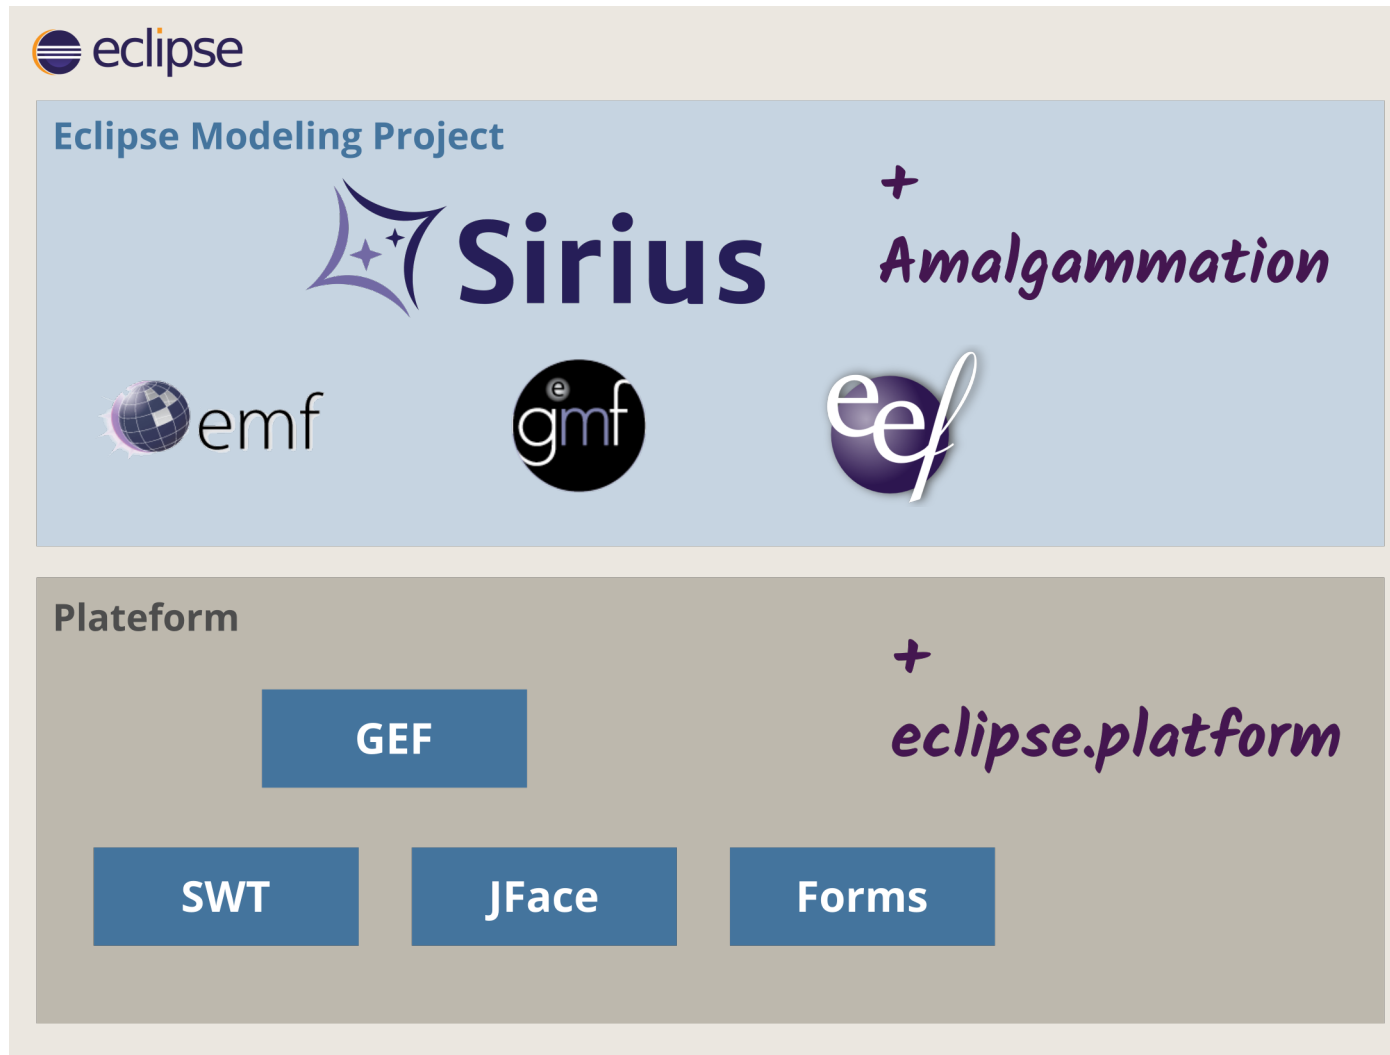 eclipse
Eclipse Modeling Project
Sirius
+
Amalgammation
emf
e
gmf
eef
Plateform
+
eclipse.platform
GEF
SWT
JFace
Forms